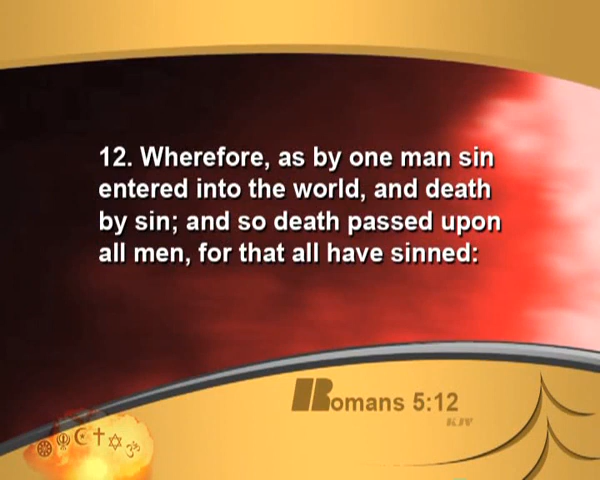 12. Wherefore, as by one man sin
entered into the world, and death
by sin; and so death passed upon
all men, for that all have sinned:
Romans 5:12
KJV